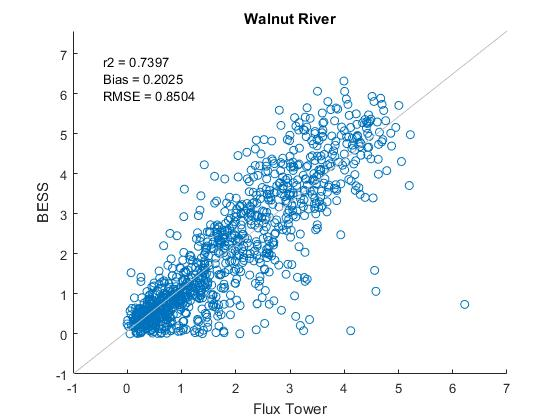 Walnut River
r2 = 0.7397
Bias = 0.2025
RMSE = 0.8504
7
6
5
4
3
2
1
0
-1
BESS
-1 0 1 2 3 4 5 6 7
Flux Tower